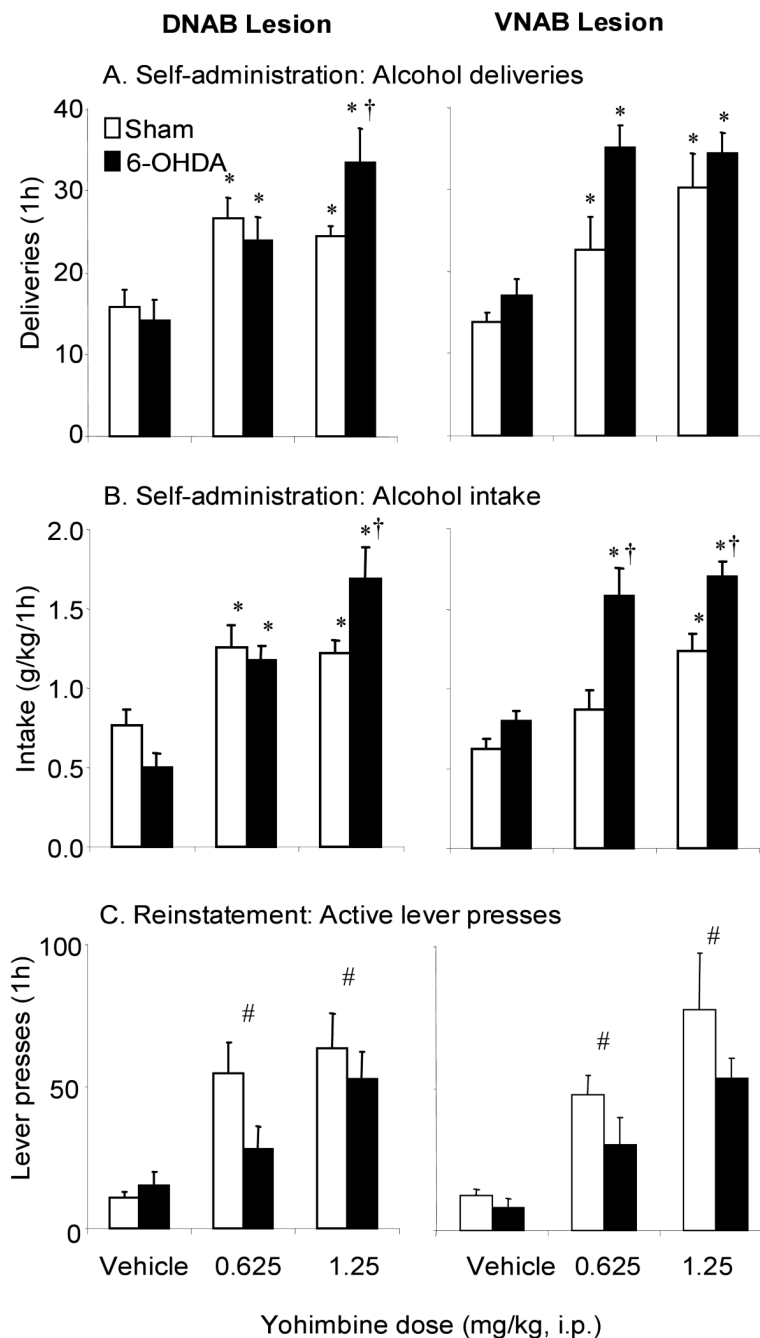 DNAB Lesion VNAB Lesion
A. Self-administration: Alcohol deliveries
Deliveries (1h)
40
30
20
10
0
Sham
6-OHDA
* * * *† * * * *
B. Self-administration: Alcohol intake
Intake (g/kg/1h)
2.0
1.5
1.0
0.5
0.0
* * * *† *† * *†
C. Reinstatement: Active lever presses
Lever presses (1h)
100
50
0
# # # #
Vehicle 0.625 1.25 Vehicle 0.625 1.25
Yohimbine dose (mg/kg, i.p.)